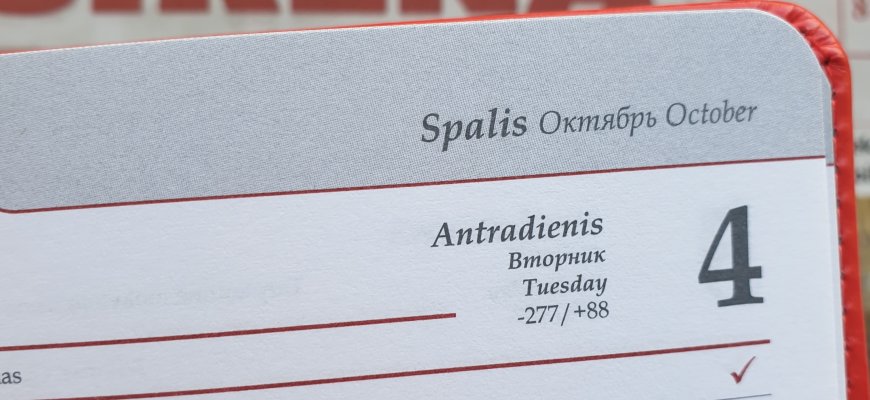 Spalis Октябрь October
Antradienis
Вторник
Tuesday
-277/+88
4